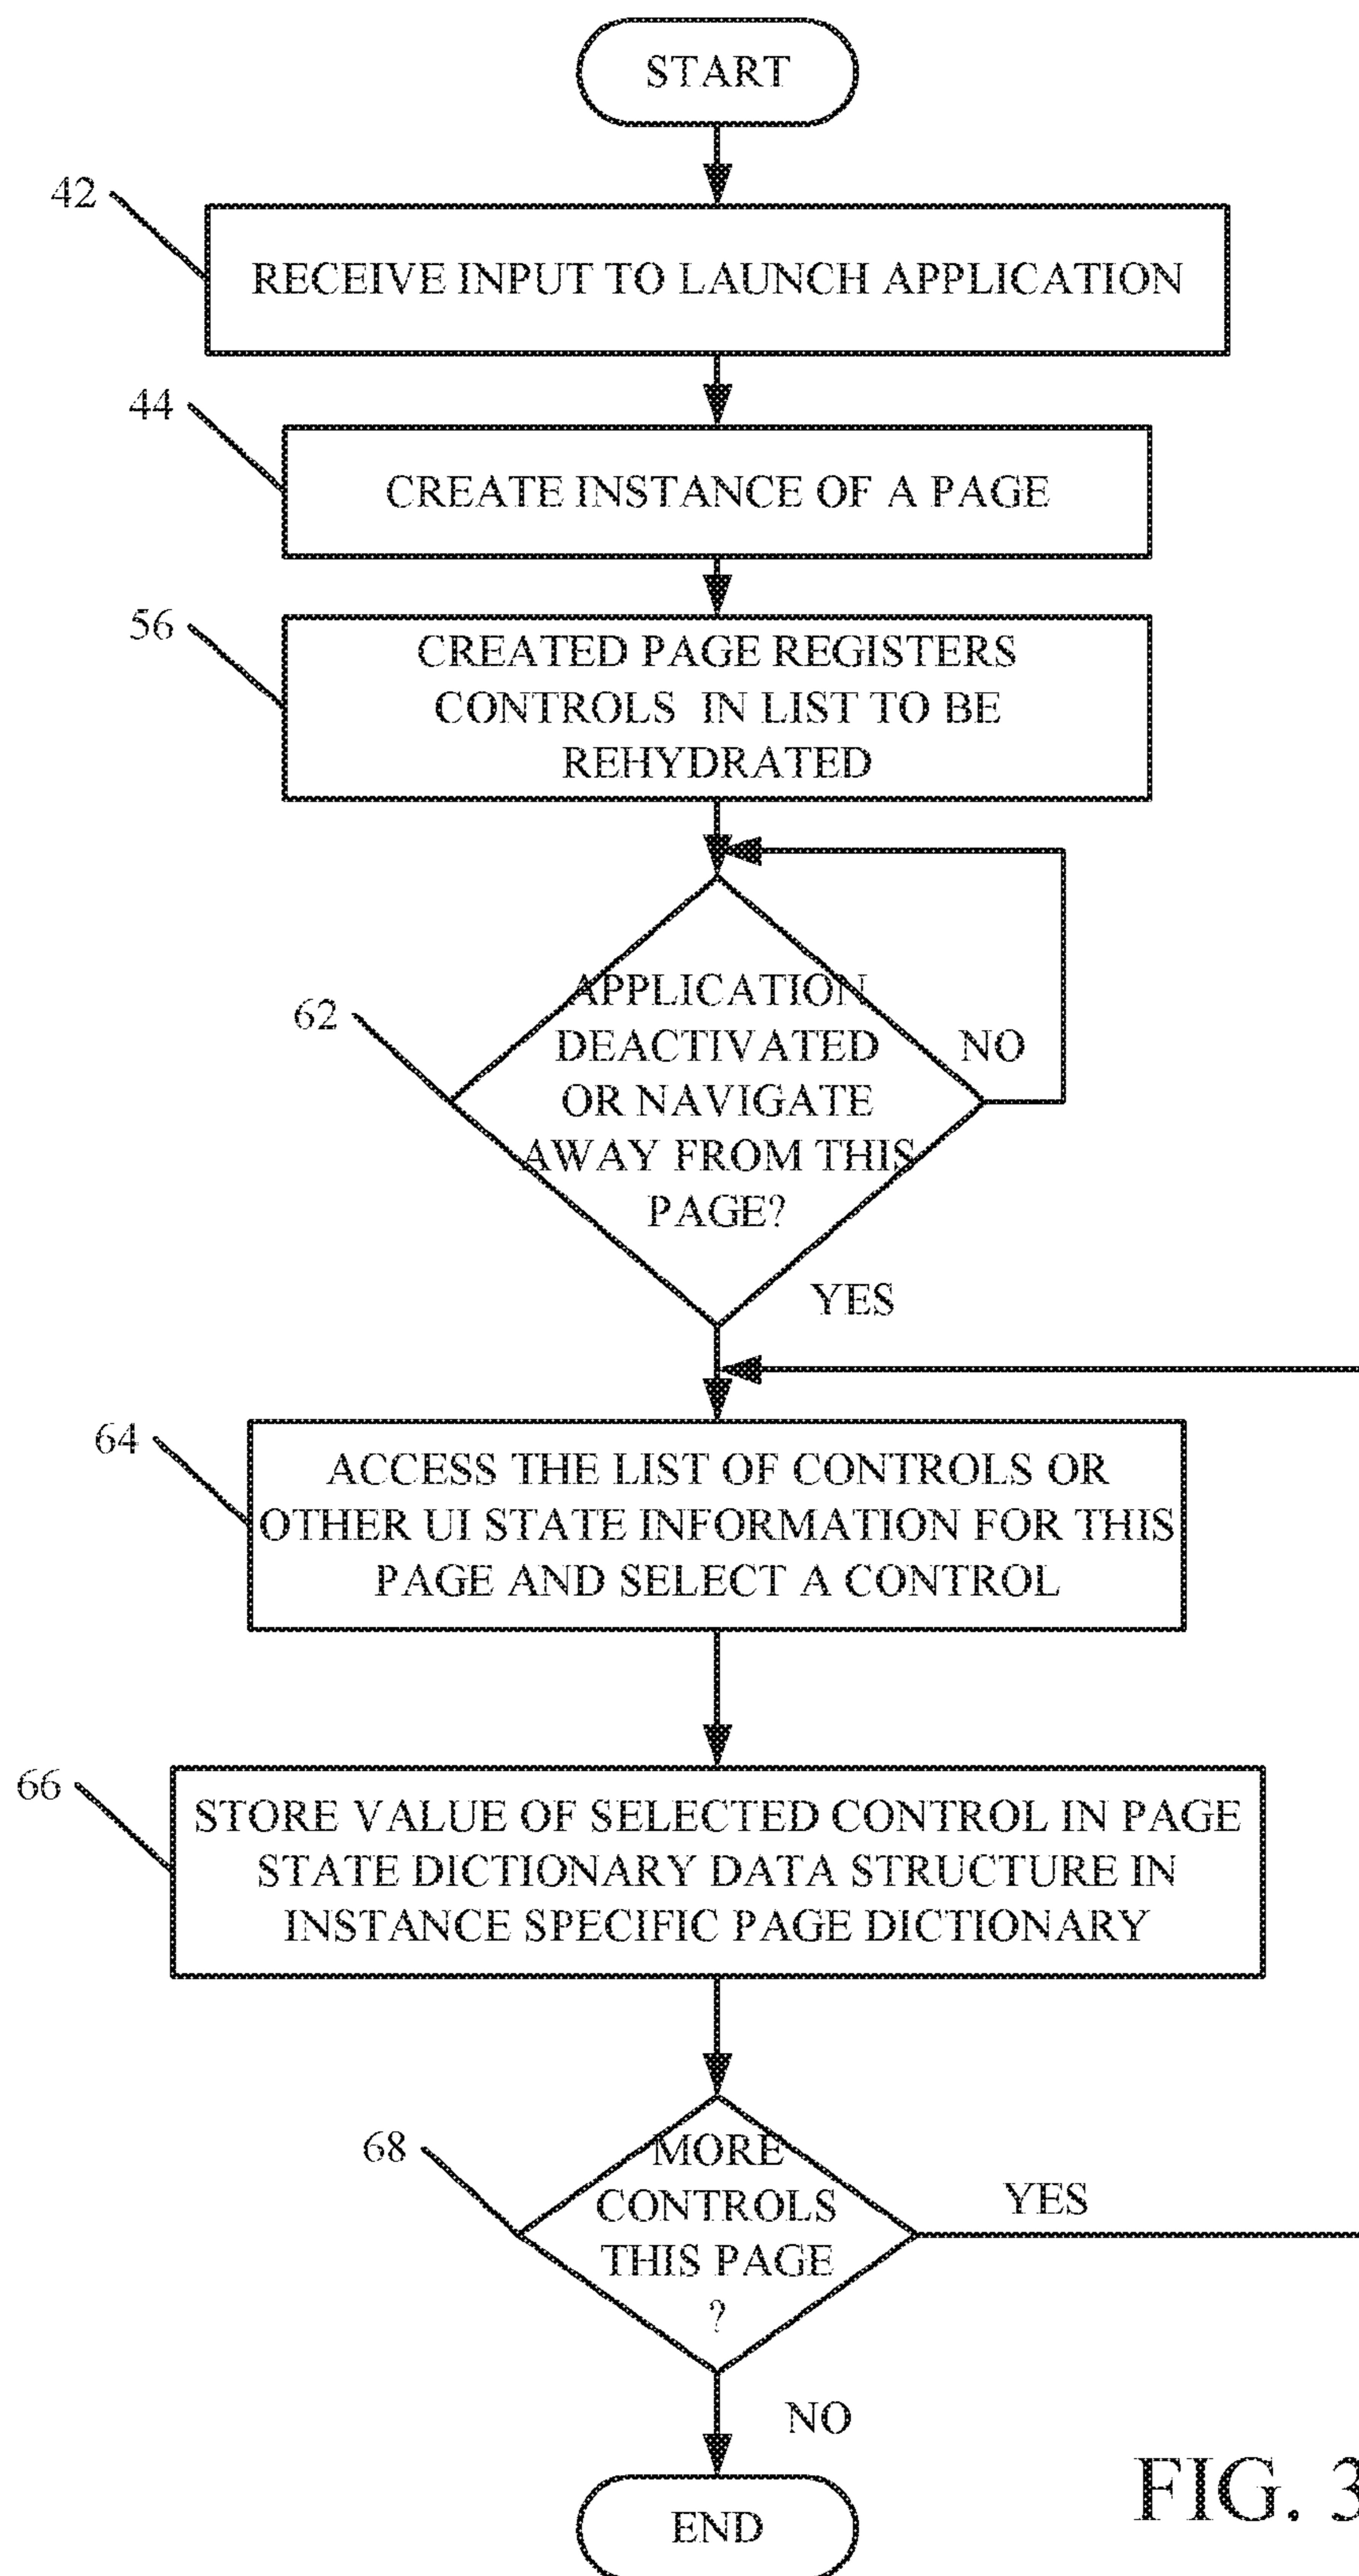 START
42
RECEIVE INPUT TO LAUNCH APPLICATION
44
CREATE INSTANCE OF A PAGE
56
CREATED PAGE REGISTERS
CONTROLS IN LIST TO BE
REHYDRATED
62
APPLICATION
DEACTIVATED
OR NAVIGATE
AWAY FROM THIS
PAGE?
NO
YES
64
ACCESS THE LIST OF CONTROLS OR
OTHER UI STATE INFORMATION FOR THIS
PAGE AND SELECT A CONTROL
66
STORE VALUE OF SELECTED CONTROL IN PAGE
STATE DICTIONARY DATA STRUCTURE IN
INSTANCE SPECIFIC PAGE DICTIONARY
68
MORE
CONTROLS
THIS PAGE
?
YES
NO
END
FIG. 3